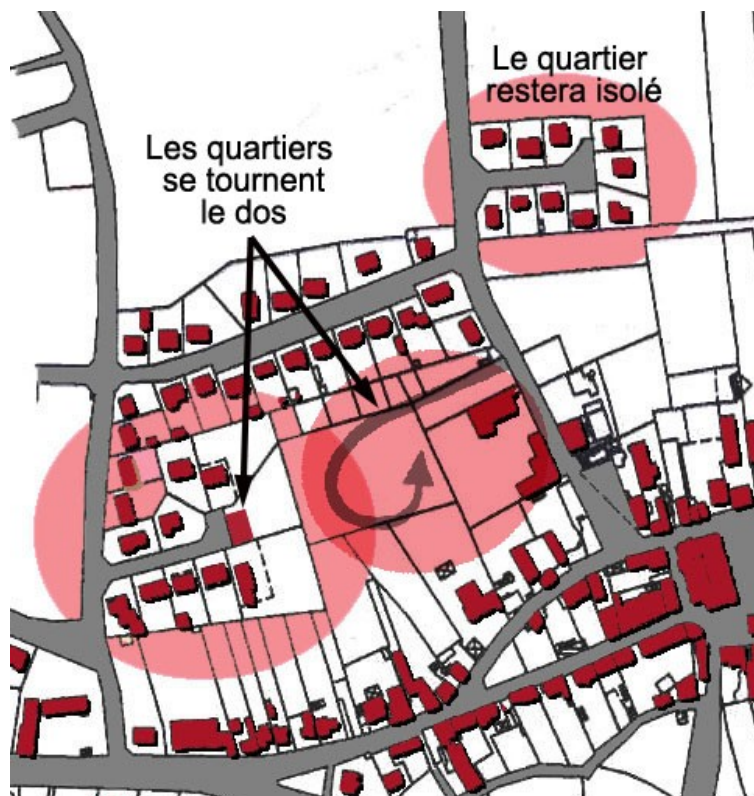 Le quartier
restera isolé
Les quartiers
se tournent
le dos